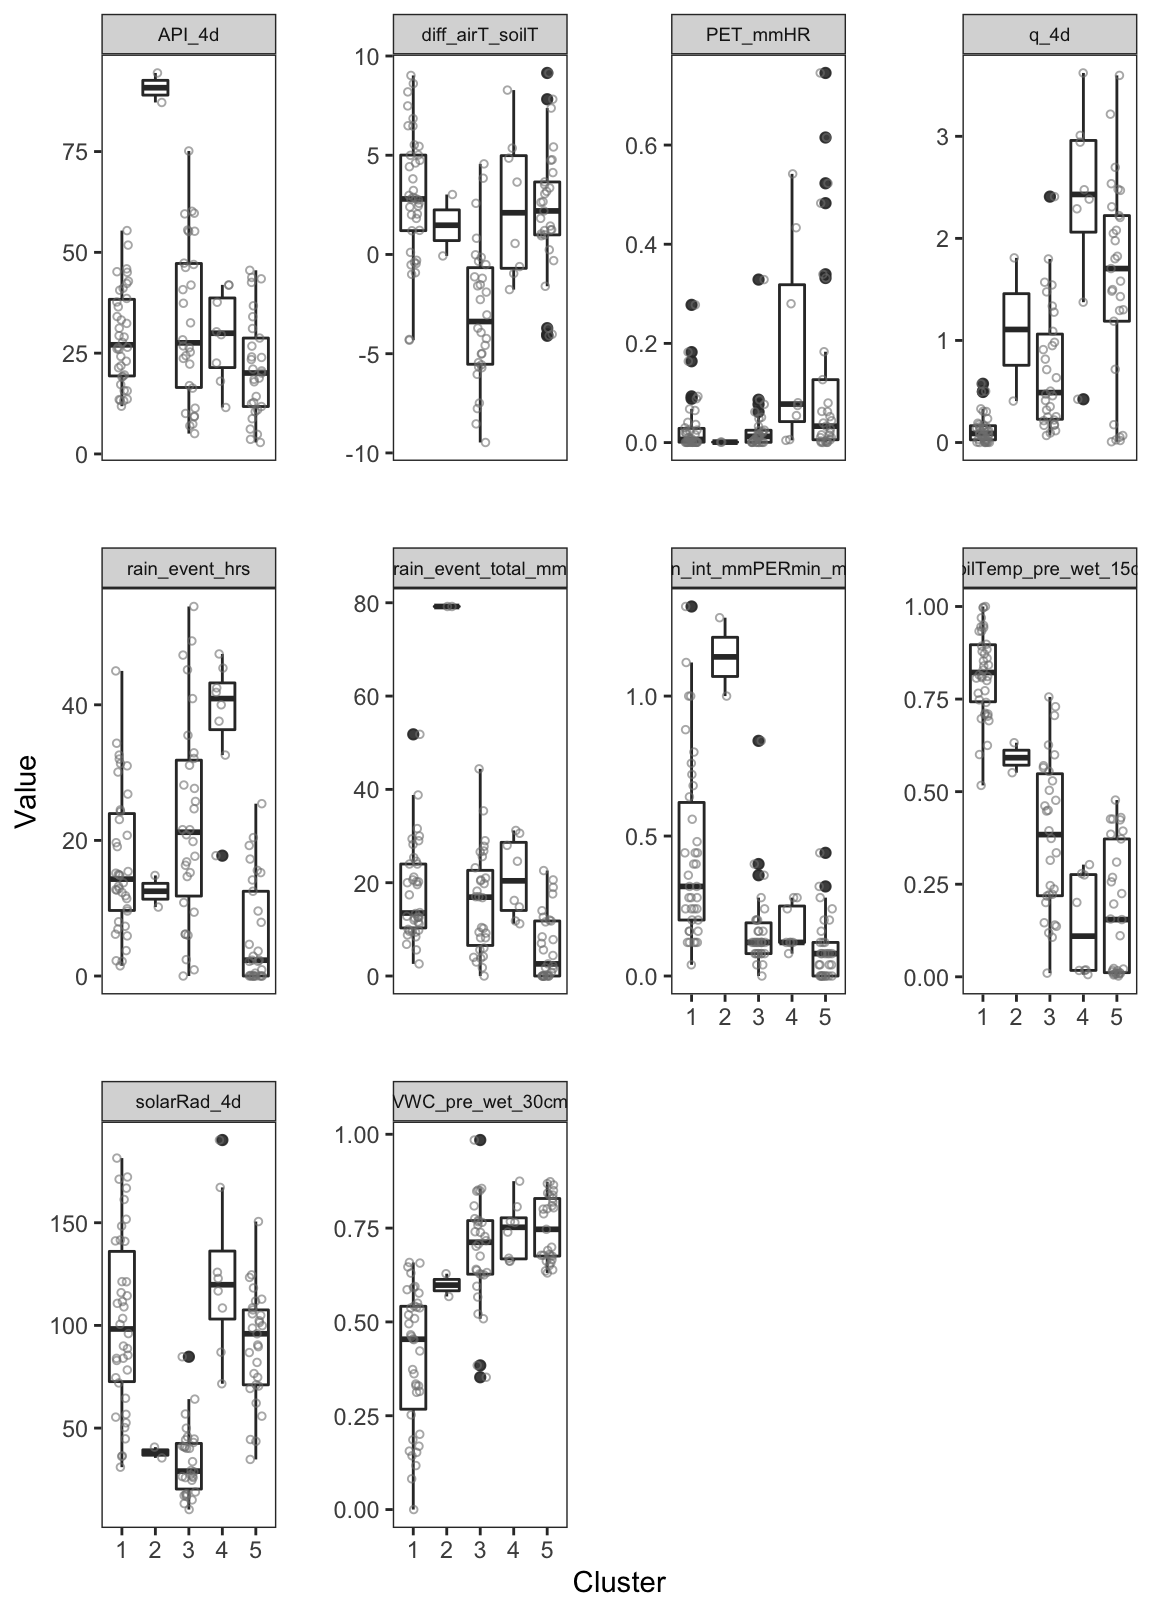 API_4d
diff_airT_soilT
PET_mmHR
q_4d
75
50
25
0
10
5
0
-5
-10
0.6
0.4
0.2
0.0
3
2
1
0
rain_event_hrs
rain_event_total_mm
n_int_mmPERmin_m
oilTemp_pre_wet_15c
40
20
0
80
60
40
20
0
1.0
0.5
0.0
1.00
0.75
0.50
0.25
0.00
1 2 3 4 5
1 2 3 4 5
solarRad_4d
VWC_pre_wet_30cm
150
100
50
1.00
0.75
0.50
0.25
0.00
1 2 3 4 5
1 2 3 4 5
Value
Cluster